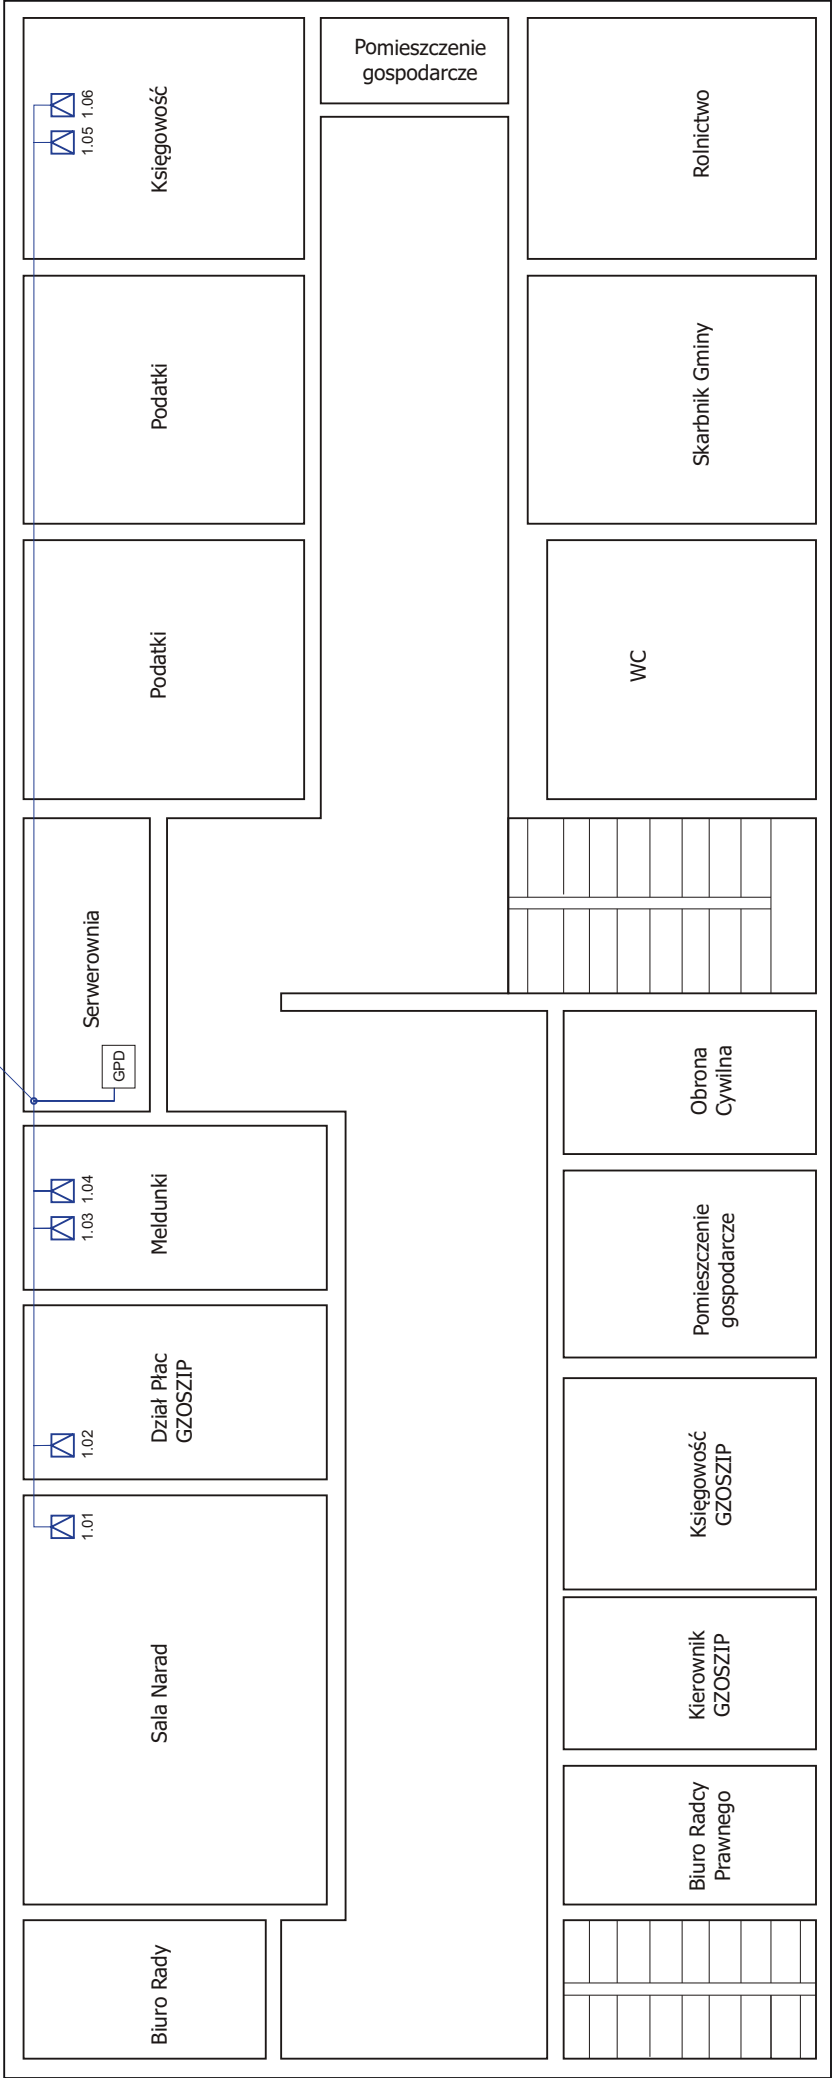 Pomieszczenie
gospodarcze
Księgowość
1.06
1.05
Rolnictwo
Podatki
Skarbnik Gminy
Podatki
WC
Serwerownia
GPD
Obrona
Cywilna
Meldunki
1.04
1.03
Pomieszczenie
gospodarcze
Dział Płac
GZOSZIP
1.02
Księgowość
GZOSZIP
1.01
Sala Narad
Kierownik
GZOSZIP
Biuro Radcy
Prawnego
Biuro Rady